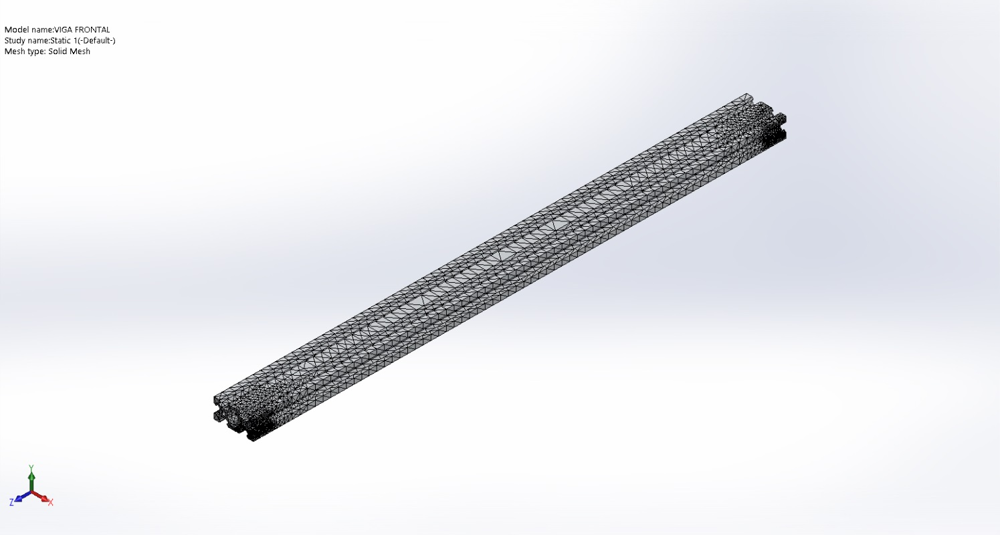 Model name:VIGA FRONTAL
Study name:Static 1(-Default-)
Mesh type: Solid Mesh
Y
Z
X